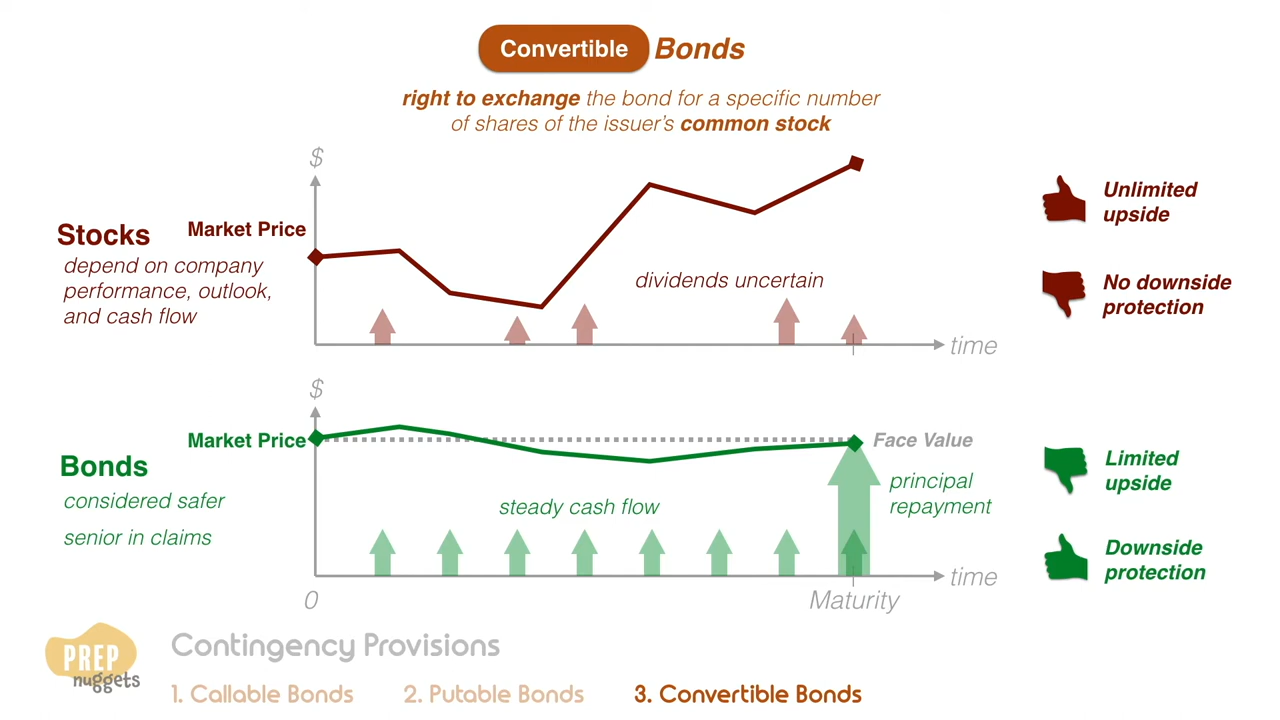 Convertible Bonds
right to exchange the bond for a specific number
of shares of the issuer's common stock
$
Stocks
Market Price
depend on company
performance, outlook,
and cash flow
dividends uncertain
time
Unlimited
upside
No downside
protection
$
Market Price
Face Value
Bonds
considered safer
senior in claims
steady cash flow
principal
repayment
time
0
Maturity
Limited
upside
Downside
protection
PREP
nuggets
Contingency Provisions
1. Callable Bonds
2. Putable Bonds
3. Convertible Bonds